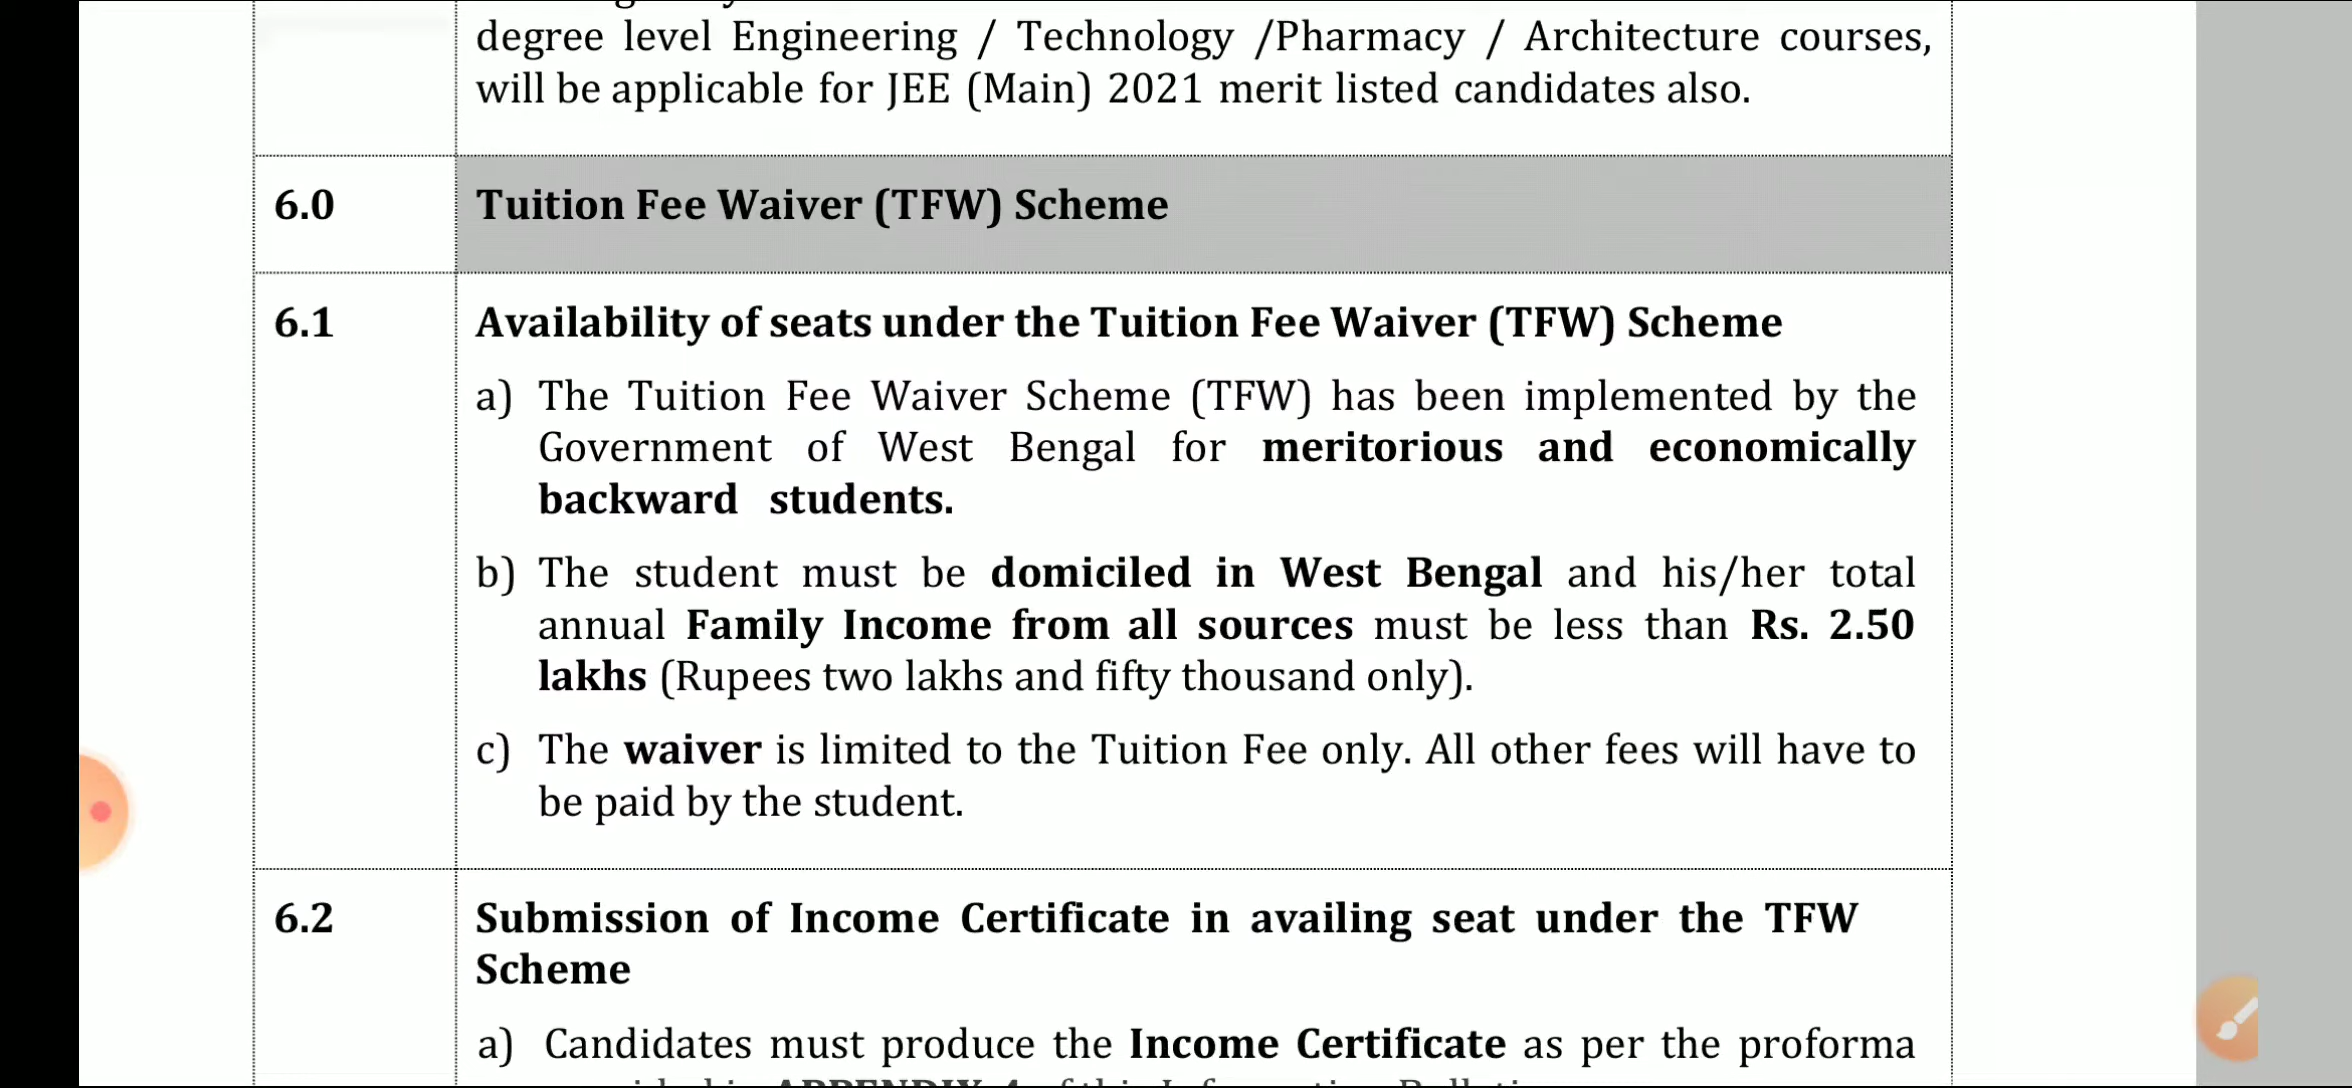 degree level Engineering / Technology /Pharmacy / Architecture courses,
will be applicable for JEE (Main) 2021 merit listed candidates also.
6.0
Tuition Fee Waiver (TFW) Scheme
6.1
Availability of seats under the Tuition Fee Waiver (TFW) Scheme
a) The Tuition Fee Waiver Scheme (TFW) has been implemented by the
Government of West Bengal for meritorious and economically
backward students.
b) The student must be domiciled in West Bengal and his/her total
annual Family Income from all sources must be less than Rs. 2.50
lakhs (Rupees two lakhs and fifty thousand only).
c) The waiver is limited to the Tuition Fee only. All other fees will have to
be paid by the student.
6.2
Submission of Income Certificate in availing seat under the TFW
Scheme
a) Candidates must produce the Income Certificate as per the proforma